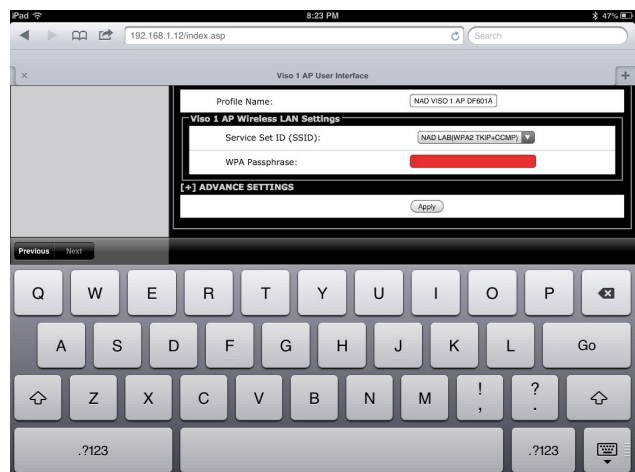 iPad 8:23 PM 47%
192.168.1.12/index.asp Search
Viso 1 AP User Interface
Profile Name: NAD VISO 1 AP DF601A
Viso 1 AP Wireless LAN Settings
Service Set ID (SSID): NAD LAB(WPA2 TKIP+CCMP)
WPA Passphrase:
[+] ADVANCE SETTINGS
Apply
Previous Next
Q W E R T Y U I O P
A S D F G H J K L Go
Z X C V B N M ! , ? .
.?123 .?123